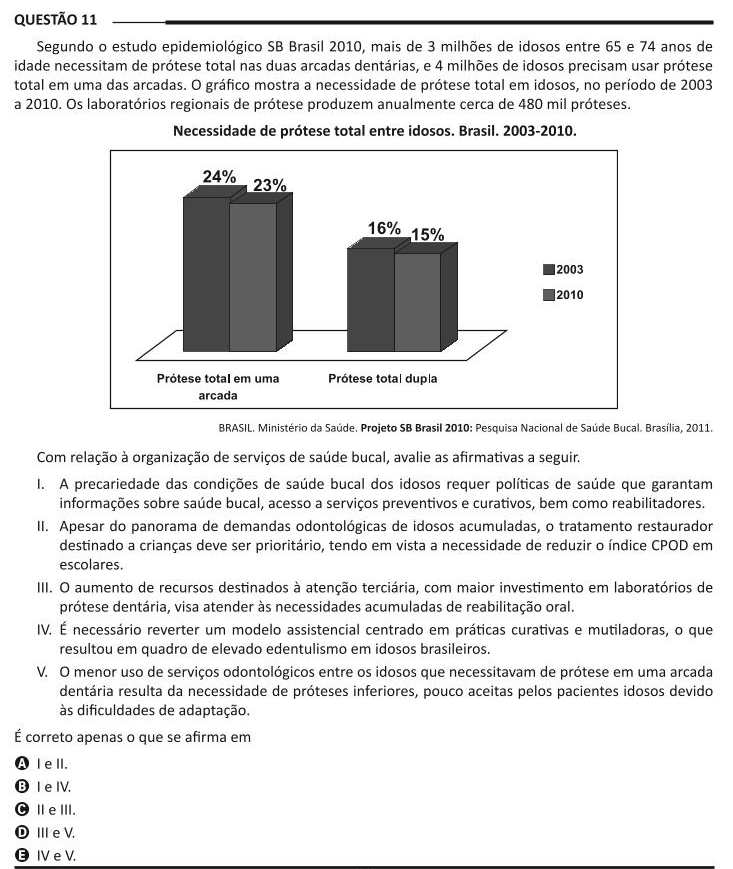 QUESTÃO 11
Segundo o estudo epidemiológico SB Brasil 2010, mais de 3 milhões de idosos entre 65 e 74 anos de
idade necessitam de prótese total nas duas arcadas dentárias, e 4 milhões de idosos precisam usar prótese
total em uma das arcadas. O gráfico mostra a necessidade de prótese total em idosos, no período de 2003
a 2010. Os laboratórios regionais de prótese produzem anualmente cerca de 480 mil próteses.
Necessidade de prótese total entre idosos. Brasil. 2003-2010.
24%
23%
16%
15%
2003
2010
Prótese total em uma
arcada
Prótese total dupla
BRASIL. Ministério da Saúde. Projeto SB Brasil 2010: Pesquisa Nacional de Saúde Bucal. Brasília, 2011.
Com relação à organização de serviços de saúde bucal, avalie as afirmativas a seguir.
I. A precariedade das condições de saúde bucal dos idosos requer políticas de saúde que garantam
informações sobre saúde bucal, acesso a serviços preventivos e curativos, bem como reabilitadores.
II. Apesar do panorama de demandas odontológicas de idosos acumuladas, o tratamento restaurador
destinado a crianças deve ser prioritário, tendo em vista a necessidade de reduzir o índice CPOD em
escolares.
III. O aumento de recursos destinados à atenção terciária, com maior investimento em laboratórios de
prótese dentária, visa atender às necessidades acumuladas de reabilitação oral.
IV. É necessário reverter um modelo assistencial centrado em práticas curativas e mutiladoras, o que
resultou em quadro de elevado edentulismo em idosos brasileiros.
V. O menor uso de serviços odontológicos entre os idosos que necessitavam de prótese em uma arcada
dentária resulta da necessidade de próteses inferiores, pouco aceitas pelos pacientes idosos devido
às dificuldades de adaptação.
É correto apenas o que se afirma em
A I e II.
B I e IV.
C II e III.
D III e V.
E IV e V.